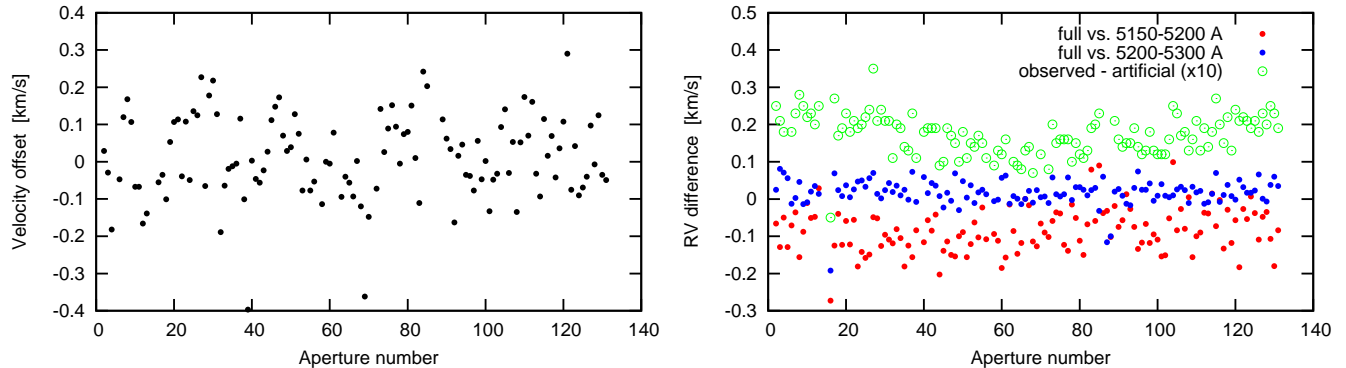 0.4
0.3
0.2
0.1
0
-0.1
-0.2
-0.3
-0.4
Velocity offset [km/s]
0 20 40 60 80 100 120 140
Aperture number
0.5
0.4
0.3
0.2
0.1
0
-0.1
-0.2
-0.3
RV difference [km/s]
full vs. 5150-5200 A
full vs. 5200-5300 A
observed - artificial (x10)
0 20 40 60 80 100 120 140
Aperture number